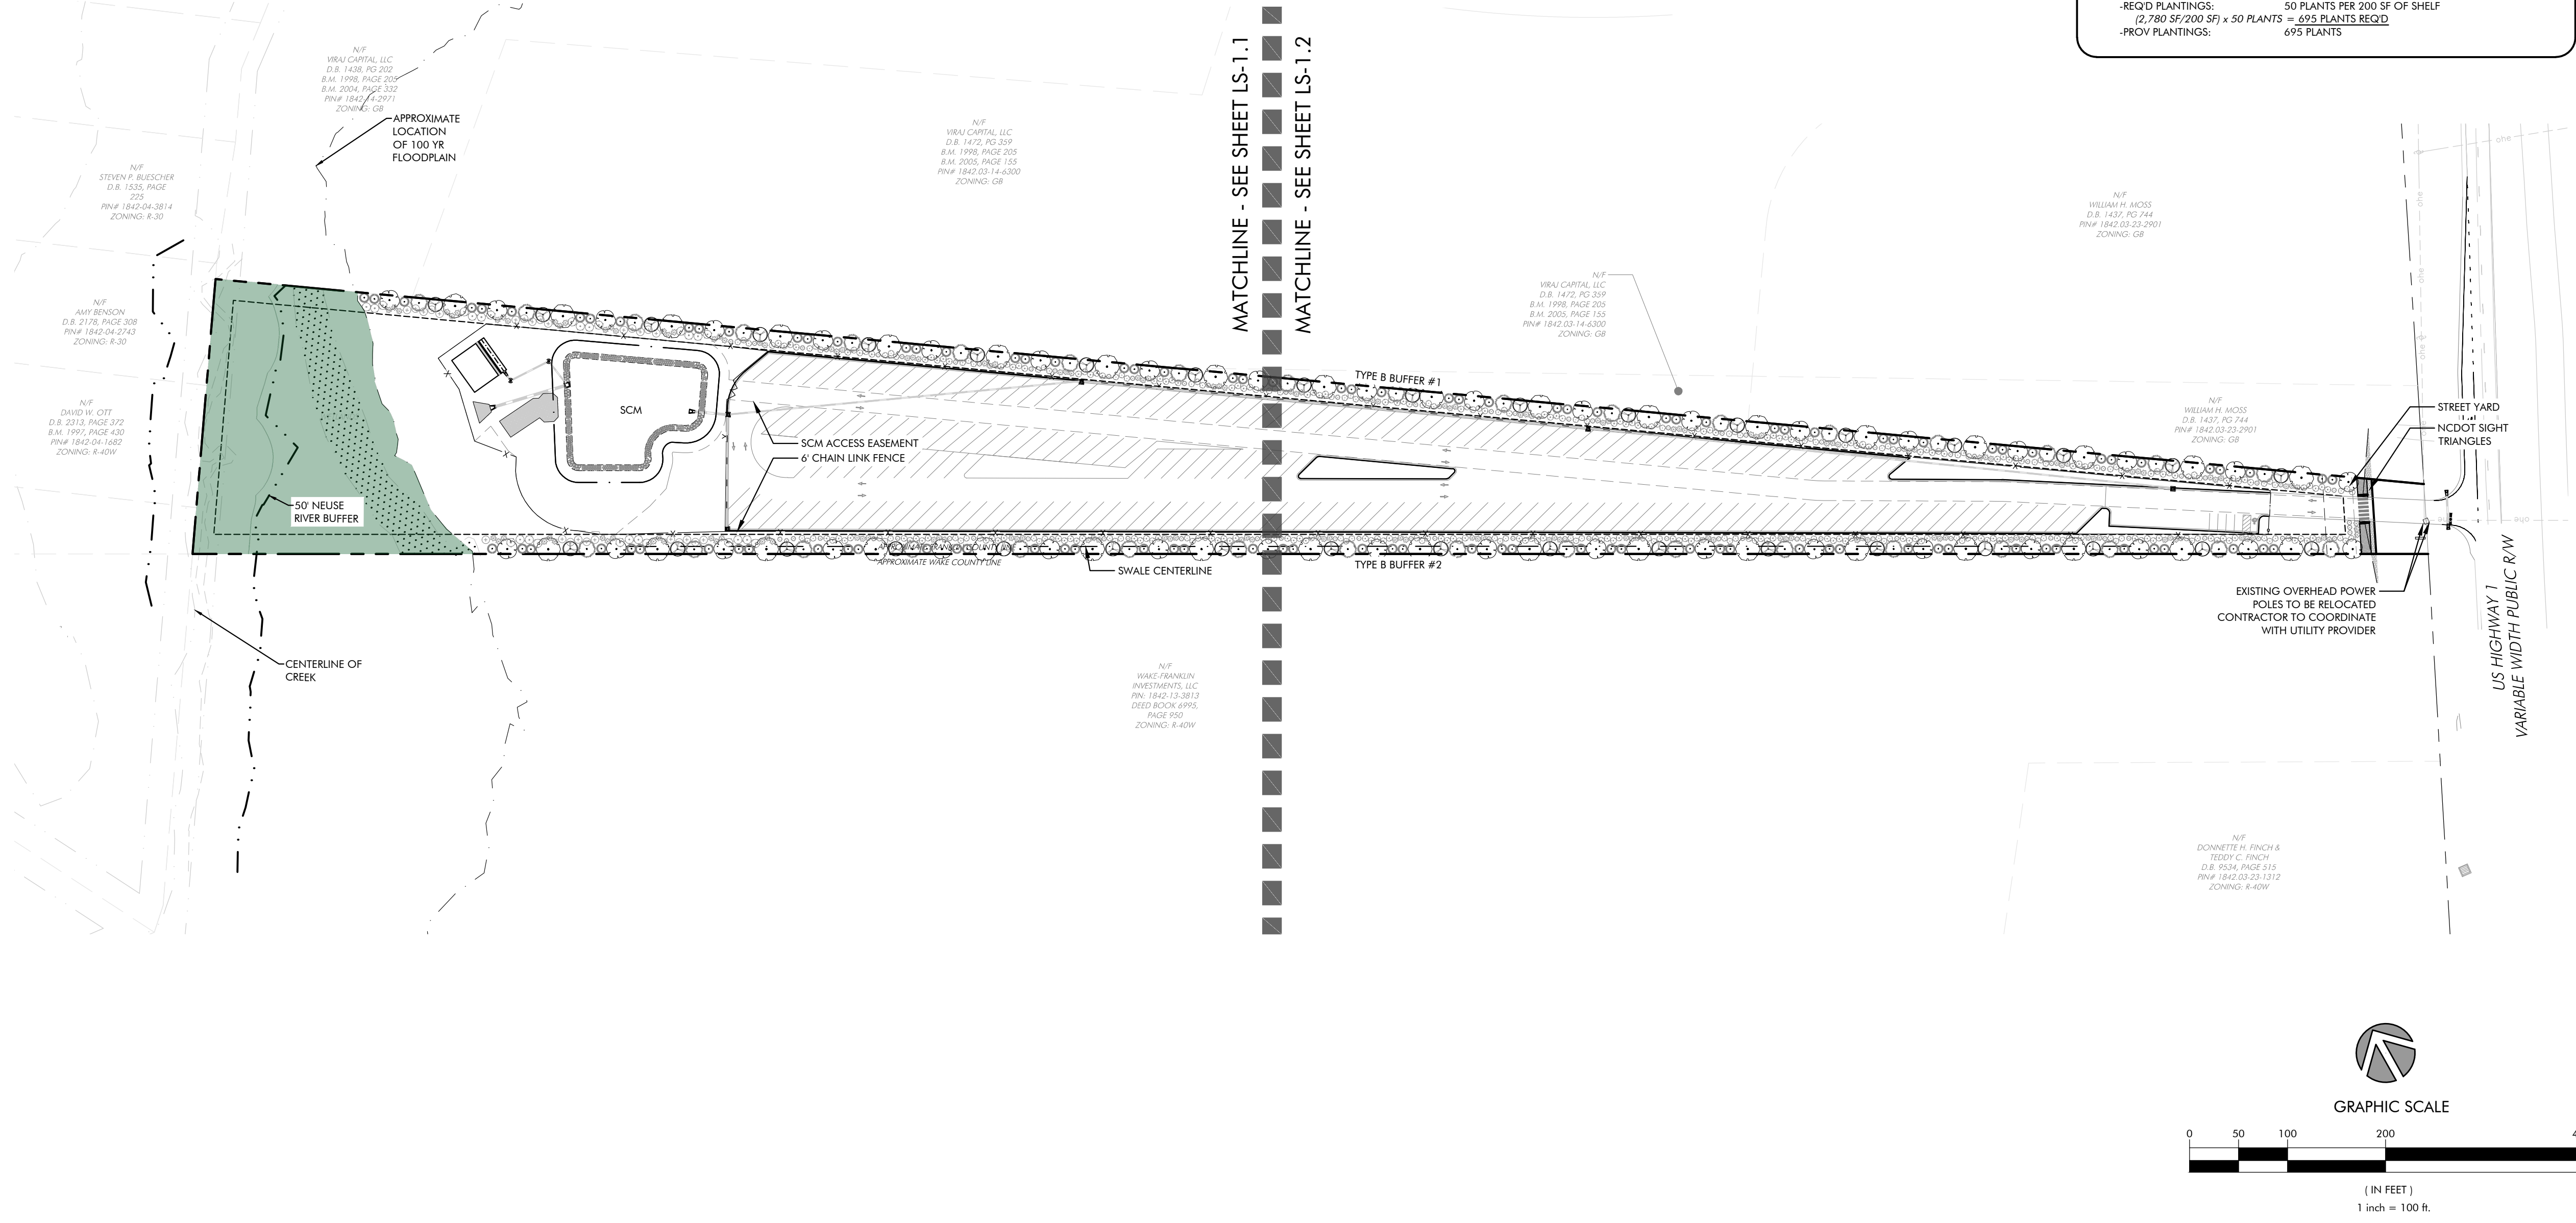 -REQ'D PLANTINGS: 50 PLANTS PER 200 SF OF SHELF
(2,780 SF/200 SF) x 50 PLANTS = 695 PLANTS REQ'D
-PROV PLANTINGS: 695 PLANTS
N/F
VIRAJ CAPITAL, LLC
D.B. 1438, PG 202
B.M. 1998, PAGE 205
B.M. 2004, PAGE 332
PIN# 1842-14-2971
ZONING: GB
APPROXIMATE
LOCATION
OF 100 YR
FLOODPLAIN
N/F
STEVEN P. BUESCHER
D.B. 1535, PAGE
225
PIN# 1842-04-3814
ZONING: R-30
N/F
AMY BENSON
D.B. 2178, PAGE 308
PIN# 1842-04-2743
ZONING: R-30
N/F
DAVID W. OTT
D.B. 2313, PAGE 372
B.M. 1997, PAGE 430
PIN# 1842-04-1682
ZONING: R-40W
N/F
VIRAJ CAPITAL, LLC
D.B. 1472, PG 359
B.M. 1998, PAGE 205
B.M. 2005, PAGE 155
PIN# 1842.03-14-6300
ZONING: GB
MATCHLINE - SEE SHEET LS-1.1
MATCHLINE - SEE SHEET LS-1.2
N/F
VIRAJ CAPITAL, LLC
D.B. 1472, PG 359
B.M. 1998, PAGE 205
B.M. 2005, PAGE 155
PIN# 1842.03-14-6300
ZONING: GB
N/F
WILLIAM H. MOSS
D.B. 1437, PG 744
PIN# 1842.03-23-2901
ZONING: GB
ohe
ohe
ohe
ohe
ohe
N/F
WILLIAM H. MOSS
D.B. 1437, PG 744
PIN# 1842.03-23-2901
ZONING: GB
STREET YARD
NCDOT SIGHT
TRIANGLES
TYPE B BUFFER #1
SCM
SCM ACCESS EASEMENT
6' CHAIN LINK FENCE
50' NEUSE
RIVER BUFFER
APPROXIMATE WAKE COUNTY LINE
SWALE CENTERLINE
TYPE B BUFFER #2
EXISTING OVERHEAD POWER
POLES TO BE RELOCATED
CONTRACTOR TO COORDINATE
WITH UTILITY PROVIDER
US HIGHWAY 1
VARIABLE WIDTH PUBLIC R/W
CENTERLINE OF
CREEK
N/F
WAKE-FRANKLIN
INVESTMENTS, LLC
PIN: 1842-13-3813
DEED BOOK 6995,
PAGE 950
ZONING: R-40W
N/F
DONNETTE H. FINCH &
TEDDY C. FINCH
D.B. 9534, PAGE 515
PIN# 1842.03-23-1312
ZONING: R-40W
GRAPHIC SCALE
0 50 100 200
( IN FEET )
1 inch = 100 ft.